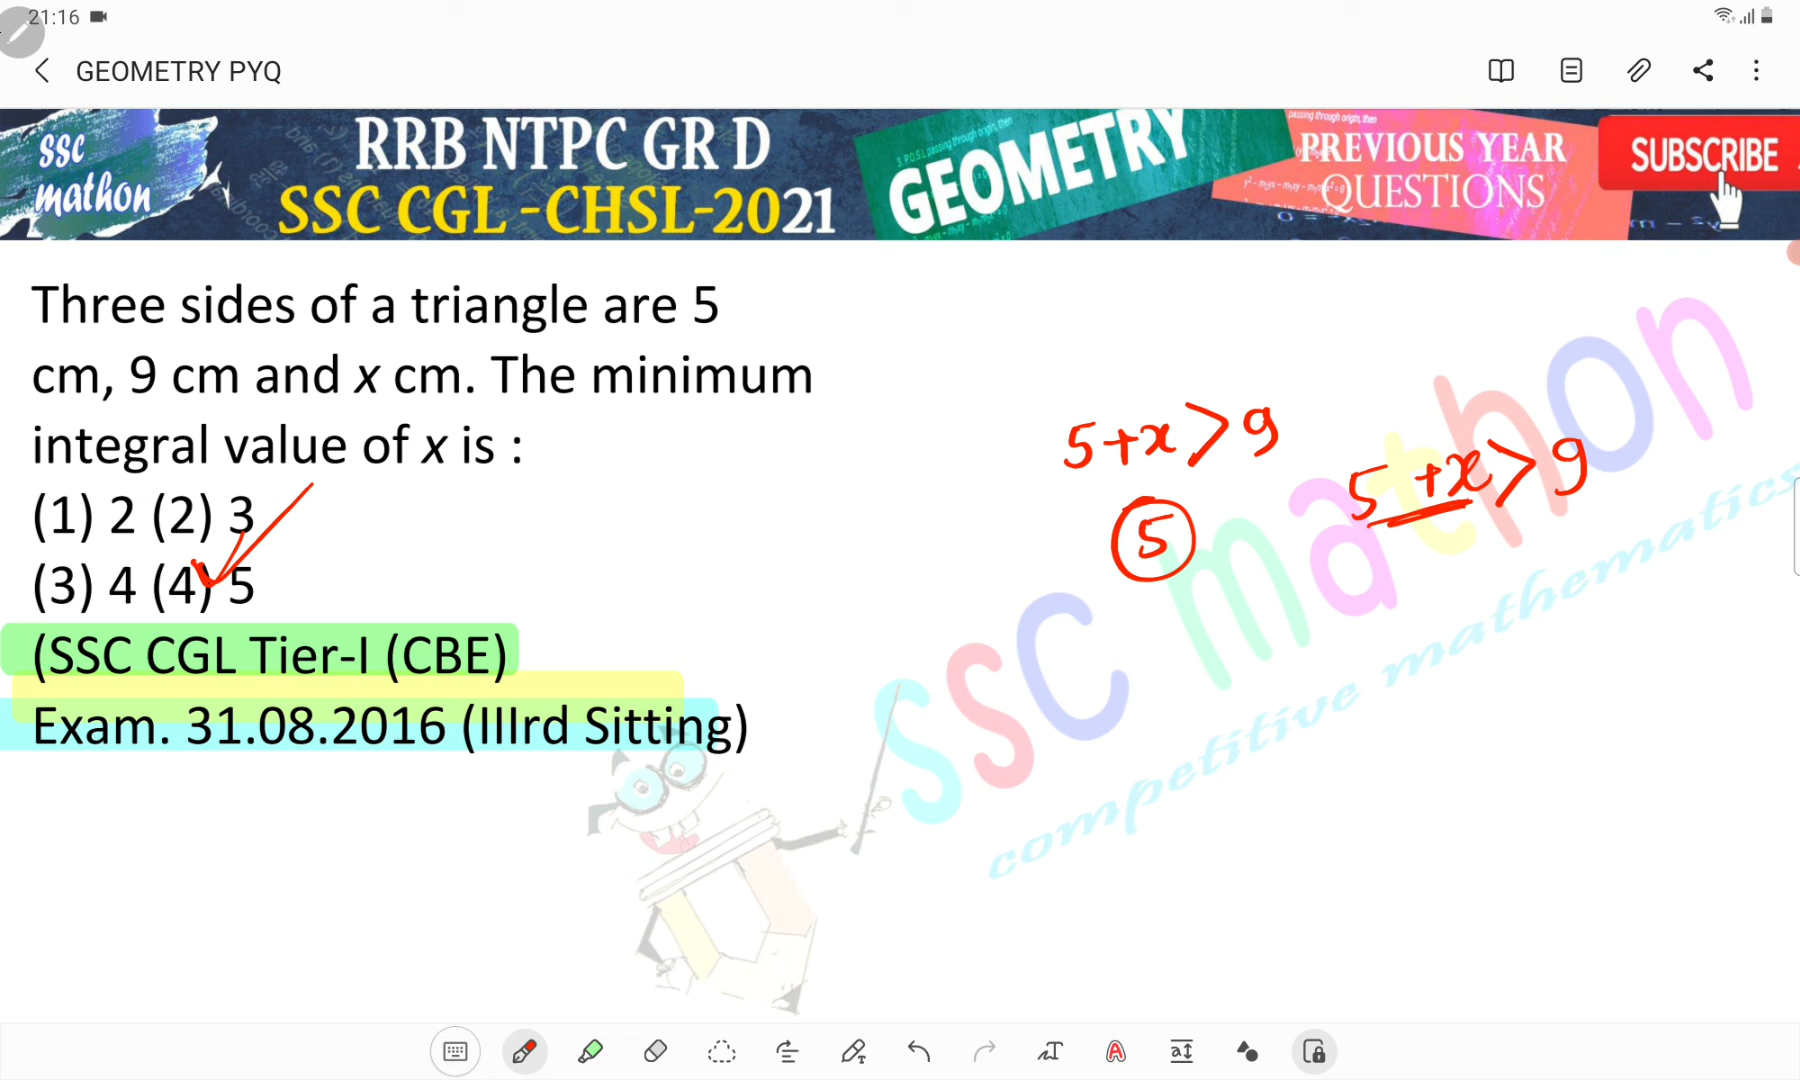 21:16
GEOMETRY PYQ
SSC
mathon
RRB NTPC GR D
SSC CGL -CHSL-2021
GEOMETRY
PREVIOUS YEAR
QUESTIONS
SUBSCRIBE
Three sides of a triangle are 5
cm, 9 cm and x cm. The minimum
integral value of x is :
(1) 2 (2) 3
(3) 4 (4) 5
(SSC CGL Tier-I (CBE)
Exam. 31.08.2016 (IIIrd Sitting)
5+x>9
5+x>9
5
SSC mathon
competitive mathematics